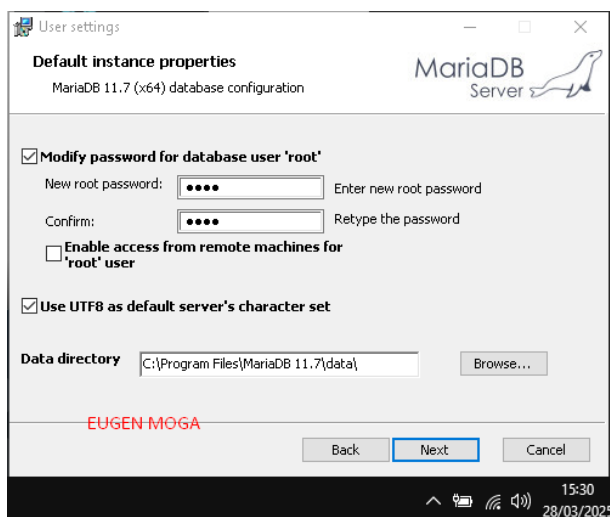 User settings
Default instance properties
MariaDB 11.7 (x64) database configuration
MariaDB
Server
Modify password for database user 'root'
New root password: •••• Enter new root password
Confirm: •••• Retype the password
Enable access from remote machines for
'root' user
Use UTF8 as default server's character set
Data directory C:\Program Files\MariaDB 11.7\data\ Browse...
EUGEN MOGA
Back Next Cancel
15:30
28/03/2025